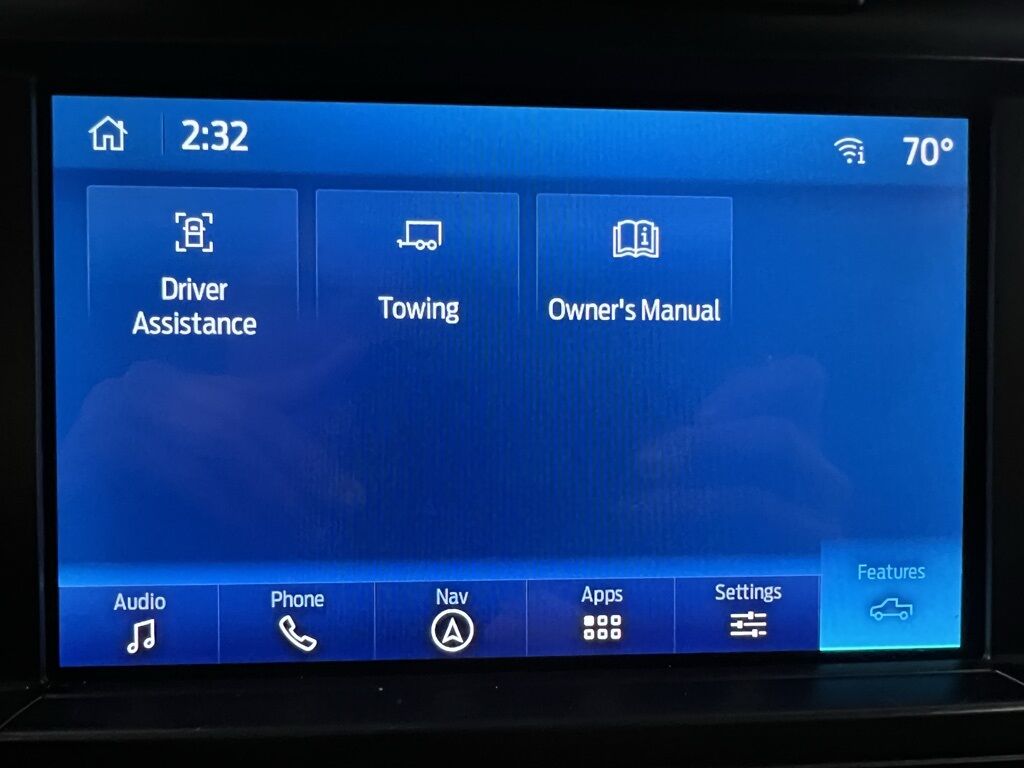 2:32
70°
Driver
Assistance
Towing
Owner's Manual
Audio
Phone
Nav
Apps
Settings
Features